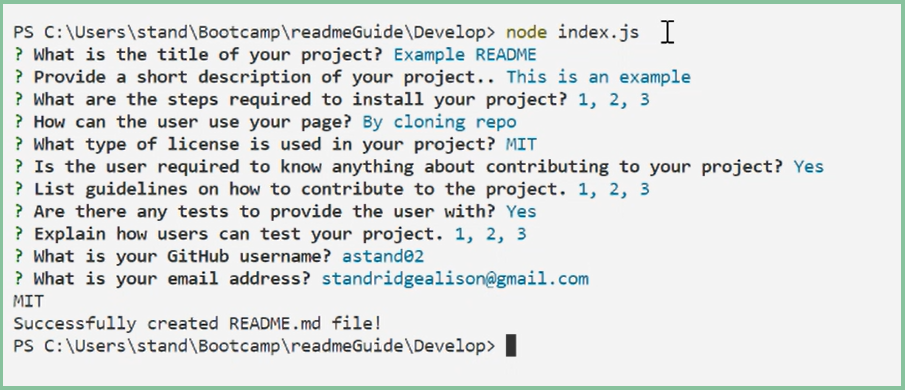 PS C:\Users\stand\Bootcamp\readmeGuide\Develop> node index.js
? What is the title of your project? Example README
? Provide a short description of your project.. This is an example
? What are the steps required to install your project? 1, 2, 3
? How can the user use your page? By cloning repo
? What type of license is used in your project? MIT
? Is the user required to know anything about contributing to your project? Yes
? List guidelines on how to contribute to the project. 1, 2, 3
? Are there any tests to provide the user with? Yes
? Explain how users can test your project. 1, 2, 3
? What is your GitHub username? astand02
? What is your email address? standridgealison@gmail.com
MIT
Successfully created README.md file!
PS C:\Users\stand\Bootcamp\readmeGuide\Develop>